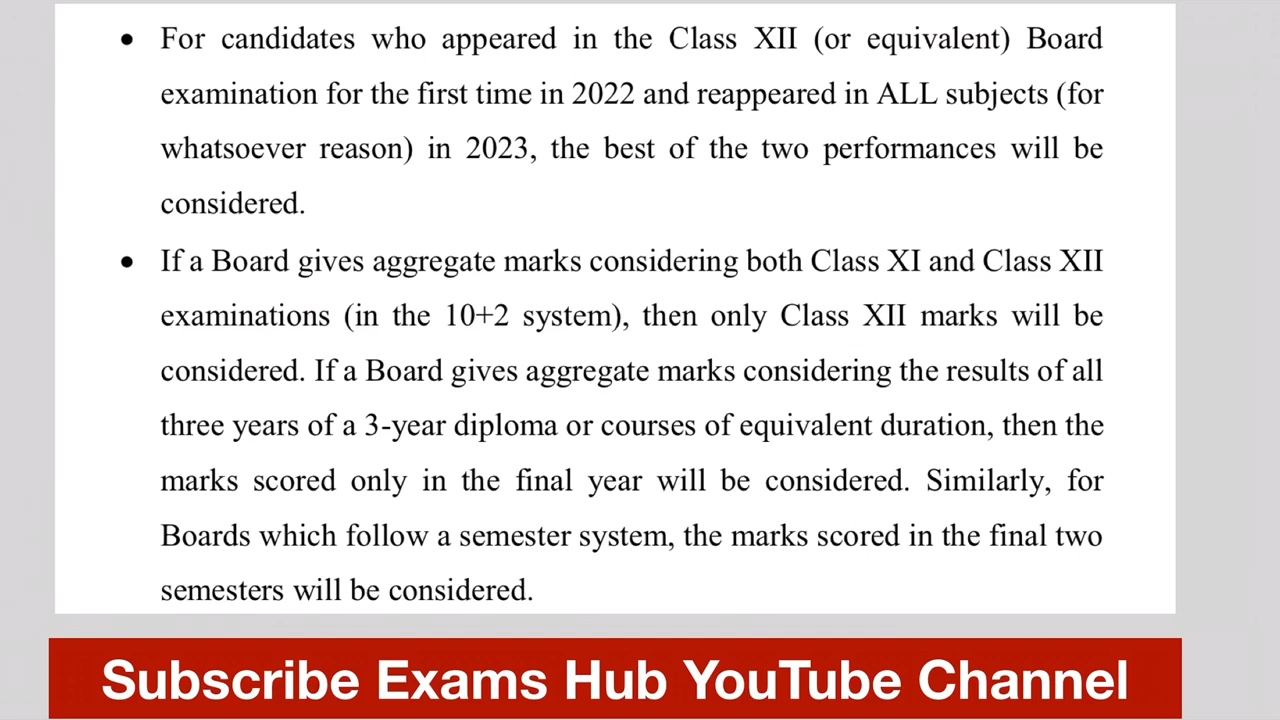 • For candidates who appeared in the Class XII (or equivalent) Board
examination for the first time in 2022 and reappeared in ALL subjects (for
whatsoever reason) in 2023, the best of the two performances will be
considered.
• If a Board gives aggregate marks considering both Class XI and Class XII
examinations (in the 10+2 system), then only Class XII marks will be
considered. If a Board gives aggregate marks considering the results of all
three years of a 3-year diploma or courses of equivalent duration, then the
marks scored only in the final year will be considered. Similarly, for
Boards which follow a semester system, the marks scored in the final two
semesters will be considered.
Subscribe Exams Hub YouTube Channel